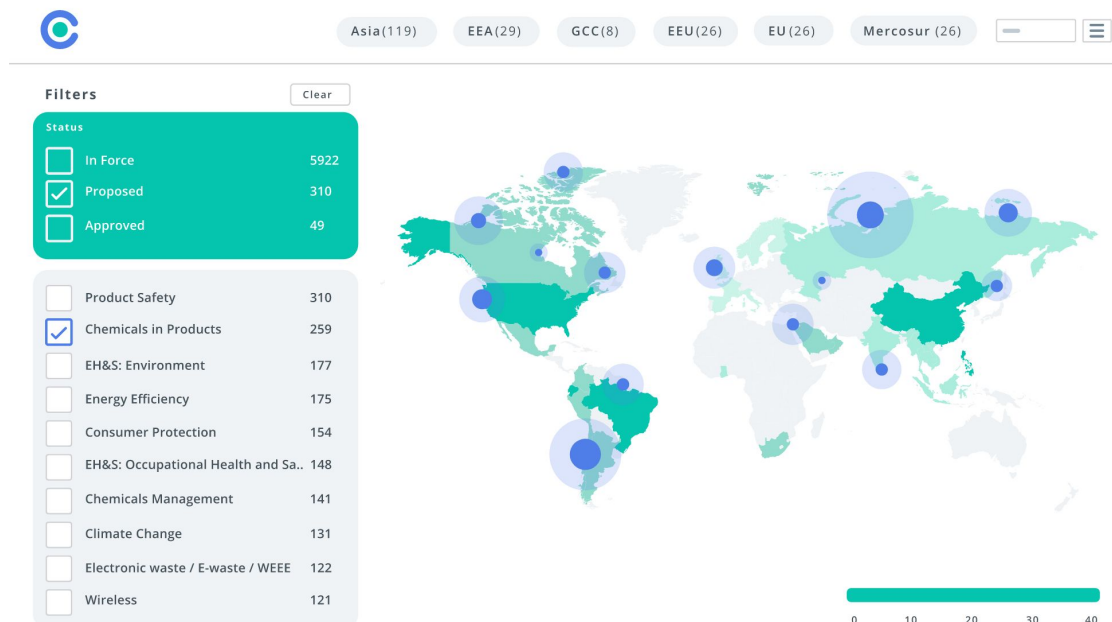 Asia(119) EEA(29) GCC(8) EEU(26) EU(26) Mercosur (26)
Filters Clear
Status
In Force 5922
Proposed 310
Approved 49
Product Safety 310
Chemicals in Products 259
EH&S: Environment 177
Energy Efficiency 175
Consumer Protection 154
EH&S: Occupational Health and Sa.. 148
Chemicals Management 141
Climate Change 131
Electronic waste / E-waste / WEEE 122
Wireless 121
0 10 20 30 40